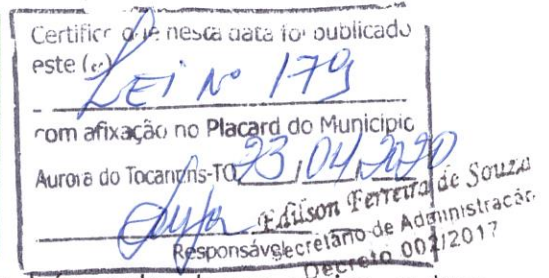 Certifico que nesta data foi publicado
este (a)
LEI Nº 179
com afixação no Placard do Município
Aurora do Tocantins-TO 23/04/2020
Edilson Ferreira de Souza
Responsável Secretário de Administração
Decreto 002/2017